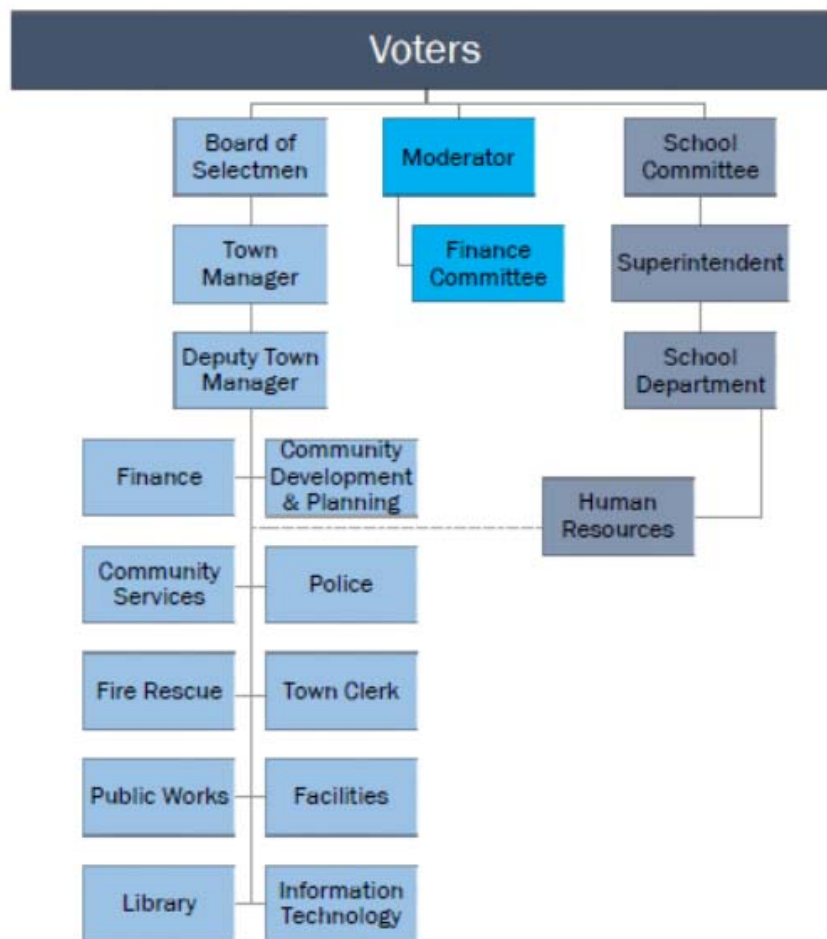 Voters
Board of
Selectmen
Moderator
School
Committee
Town
Manager
Finance
Committee
Superintendent
Deputy Town
Manager
School
Department
Finance
Community
Development
& Planning
Human
Resources
Community
Services
Police
Fire Rescue
Town Clerk
Public Works
Facilities
Library
Information
Technology